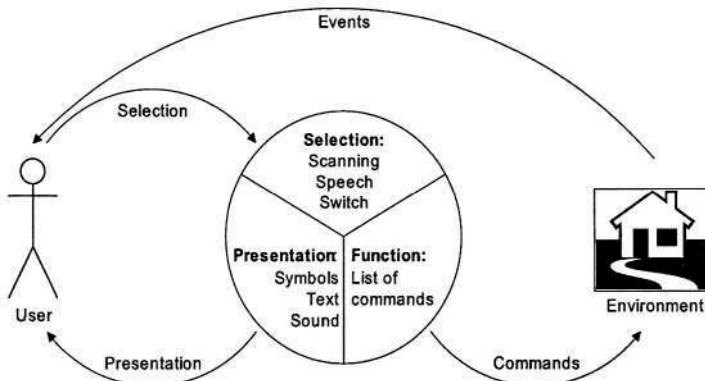 Events
Selection
Selection:
Scanning
Speech
Switch
Presentation:
Symbols
Text
Sound
Function:
List of
commands
User
Environment
Presentation
Commands